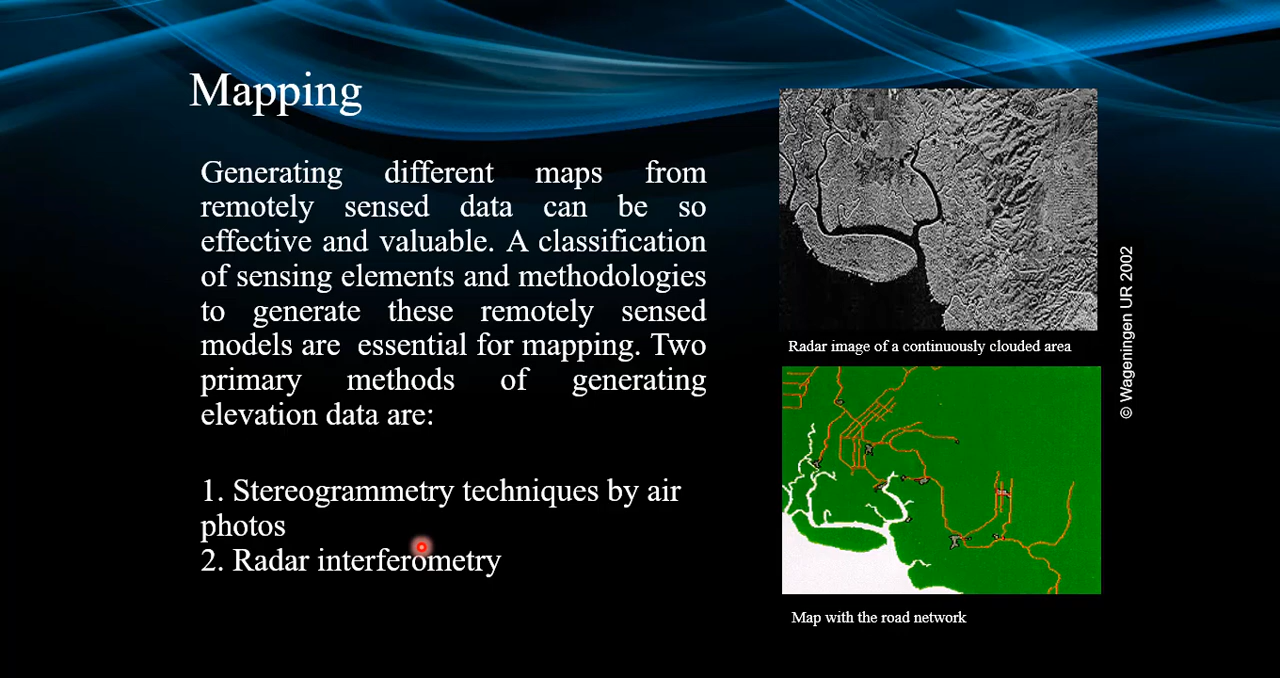 Mapping
Generating different maps from
remotely sensed data can be so
effective and valuable. A classification
of sensing elements and methodologies
to generate these remotely sensed
models are essential for mapping. Two
primary methods of generating
elevation data are:
1. Stereogrammetry techniques by air
photos
2. Radar interferometry
Radar image of a continuously clouded area
Map with the road network
© Wageningen UR 2002